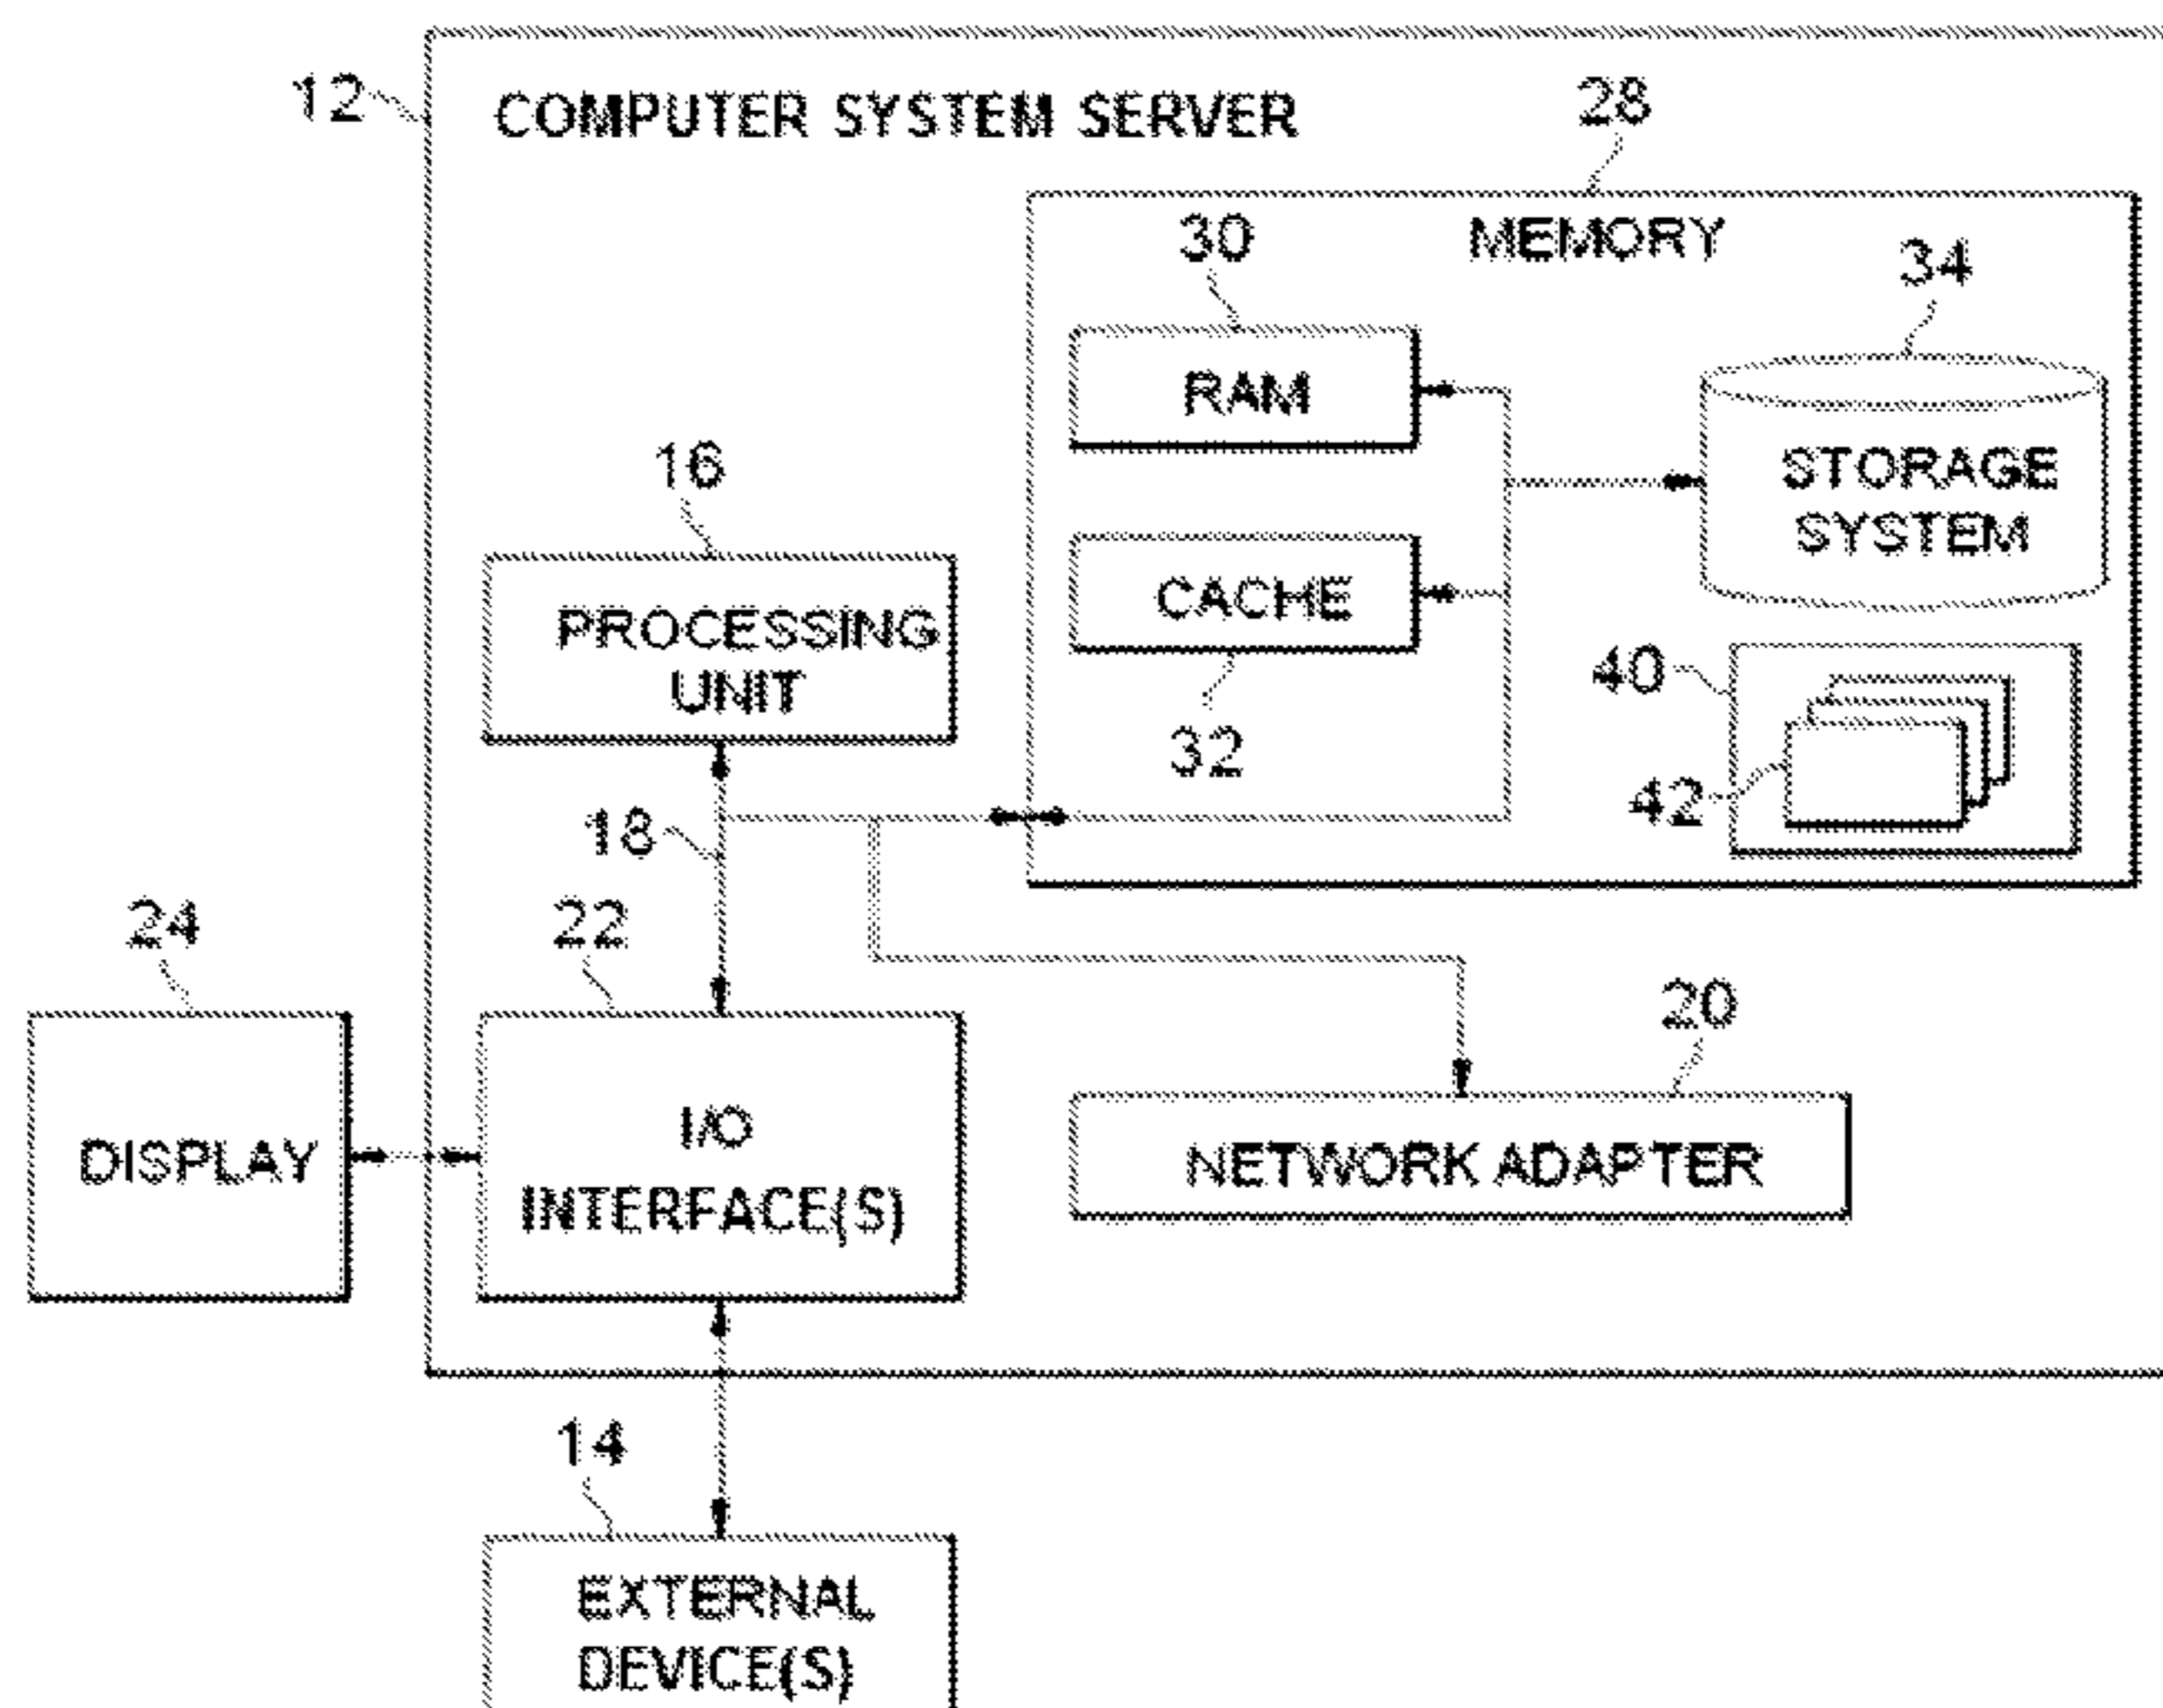 12
COMPUTER SYSTEM SERVER
28
MEMORY
30
34
RAM
STORAGE
SYSTEM
16
PROCESSING
UNIT
CACHE
32
40
42
18
24
22
20
DISPLAY
I/O
INTERFACE(S)
NETWORK ADAPTER
14
EXTERNAL
DEVICE(S)